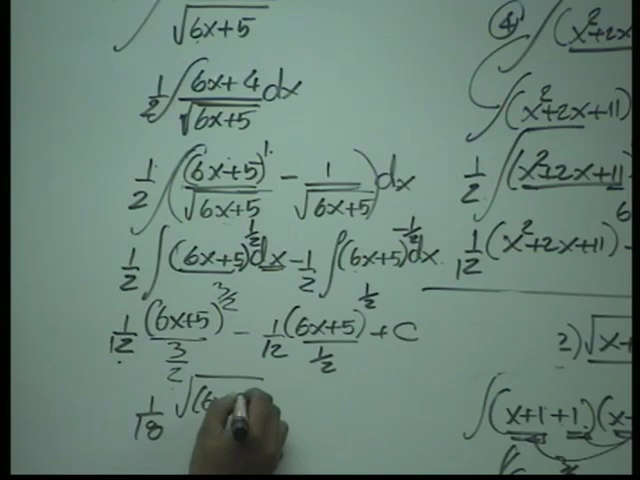 √(6x+5)
1/2 ∫ (6x+4)/√(6x+5) dx
1/2 ∫ ((6x+5)^1/√(6x+5) - 1/√(6x+5)) dx
1/2 ∫ (6x+5)^(1/2) dx - 1/2 ∫ (6x+5)^(-1/2) dx
1/12 (6x+5)^(3/2)/(3/2) - 1/12 (6x+5)^(1/2)/(1/2) + C
1/18 √(6
4) ∫ (x²+2x
∫ (x²+2x+11)
1/2 ∫ (x²+2x+11)
6
1/12 (x²+2x+11)
2) √x+
∫ (x+1+1)(x